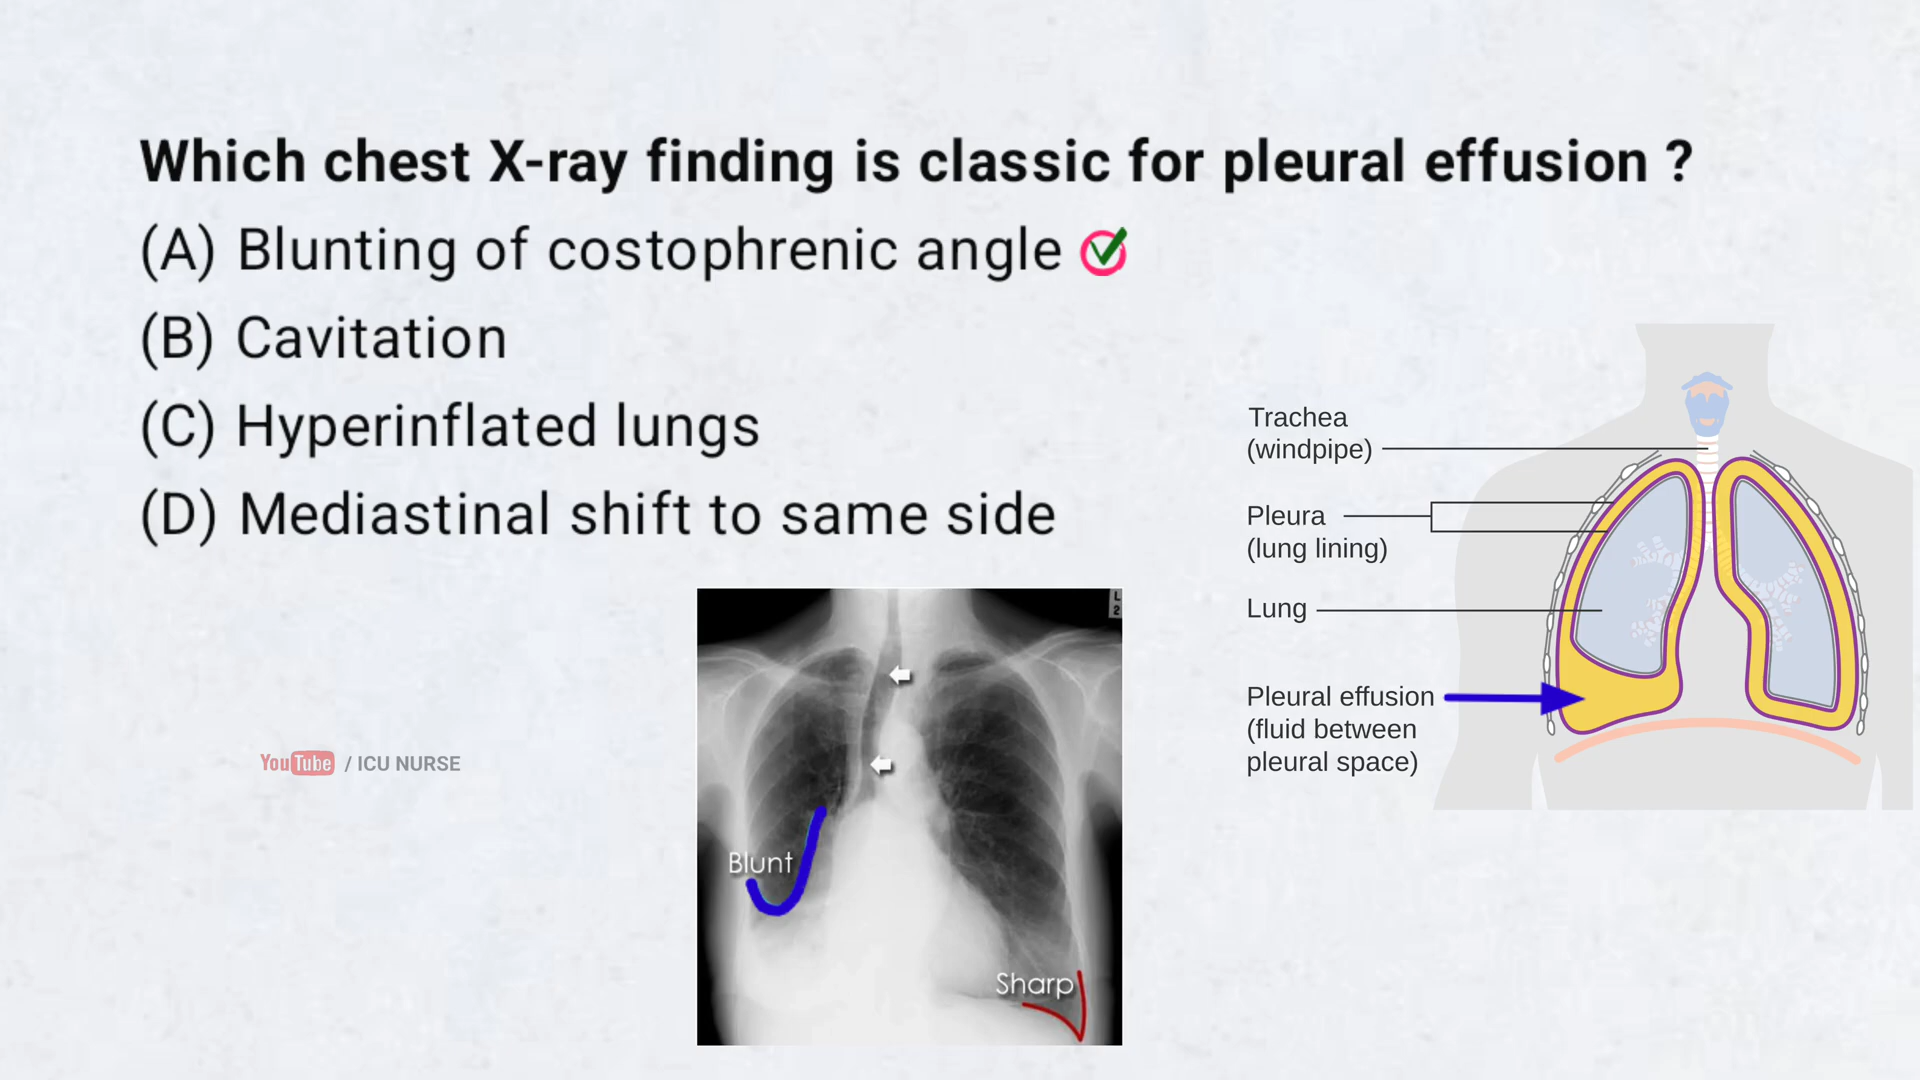 Which chest X-ray finding is classic for pleural effusion ?
(A) Blunting of costophrenic angle
(B) Cavitation
(C) Hyperinflated lungs
(D) Mediastinal shift to same side
Trachea
(windpipe)
Pleura
(lung lining)
Lung
Pleural effusion
(fluid between
pleural space)
L
2
Blunt
Sharp
YouTube / ICU NURSE